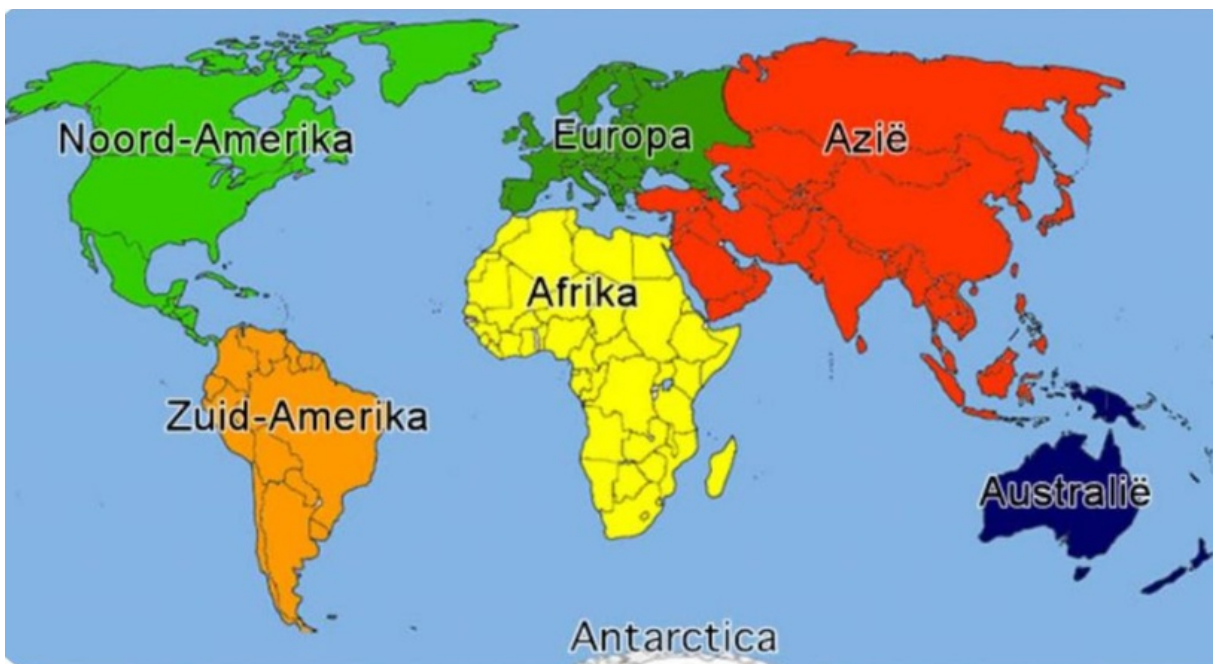 Noord-Amerika
Europa
Azië
Afrika
Zuid-Amerika
Australië
Antarctica